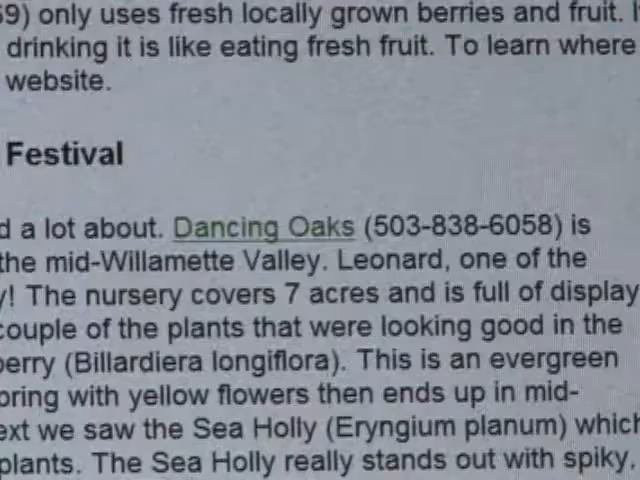 69) only uses fresh locally grown berries and fruit.
drinking it is like eating fresh fruit. To learn where
website.
Festival
d a lot about. Dancing Oaks (503-838-6058) is
the mid-Willamette Valley. Leonard, one of the
y! The nursery covers 7 acres and is full of display
couple of the plants that were looking good in the
berry (Billardiera longiflora). This is an evergreen
pring with yellow flowers then ends up in mid-
ext we saw the Sea Holly (Eryngium planum) which
plants. The Sea Holly really stands out with spiky,